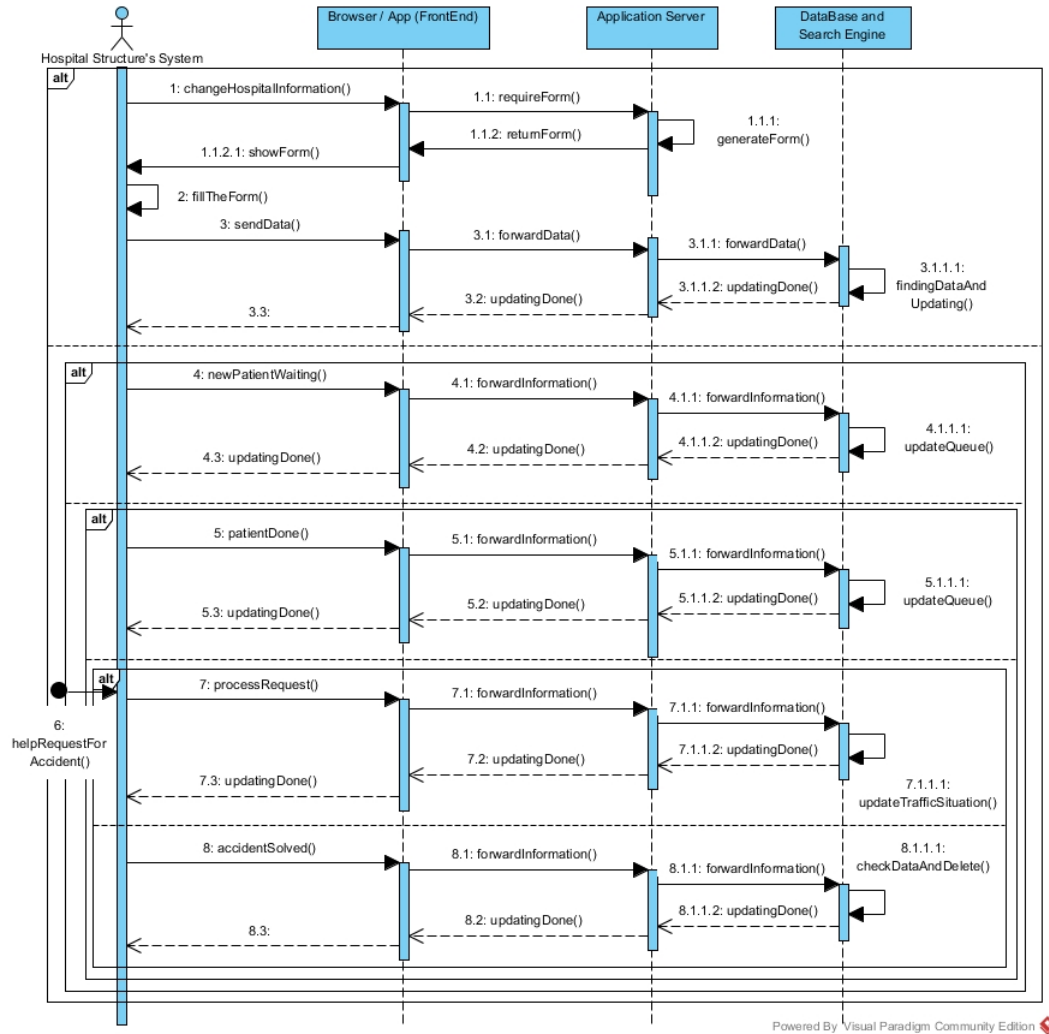 Browser / App (FrontEnd)
Application Server
DataBase and
Search Engine
Hospital Structure's System
alt
1: changeHospitalInformation()
1.1: requireForm()
1.1.1:
generateForm()
1.1.2: returnForm()
1.1.2.1: showForm()
2: fillTheForm()
3: sendData()
3.1: forwardData()
3.1.1: forwardData()
3.1.1.1:
findingDataAnd
Updating()
3.1.1.2: updatingDone()
3.2: updatingDone()
3.3:
alt
4: newPatientWaiting()
4.1: forwardInformation()
4.1.1: forwardInformation()
4.1.1.1:
updateQueue()
4.1.1.2: updatingDone()
4.2: updatingDone()
4.3: updatingDone()
alt
5: patientDone()
5.1: forwardInformation()
5.1.1: forwardInformation()
5.1.1.1:
updateQueue()
5.1.1.2: updatingDone()
5.2: updatingDone()
5.3: updatingDone()
alt
6:
helpRequestFor
Accident()
7: processRequest()
7.1: forwardInformation()
7.1.1: forwardInformation()
7.1.1.2: updatingDone()
7.2: updatingDone()
7.3: updatingDone()
7.1.1.1:
updateTrafficSituation()
8: accidentSolved()
8.1: forwardInformation()
8.1.1.1:
checkDataAndDelete()
8.1.1: forwardInformation()
8.1.1.2: updatingDone()
8.2: updatingDone()
8.3:
Powered By Visual Paradigm Community Edition